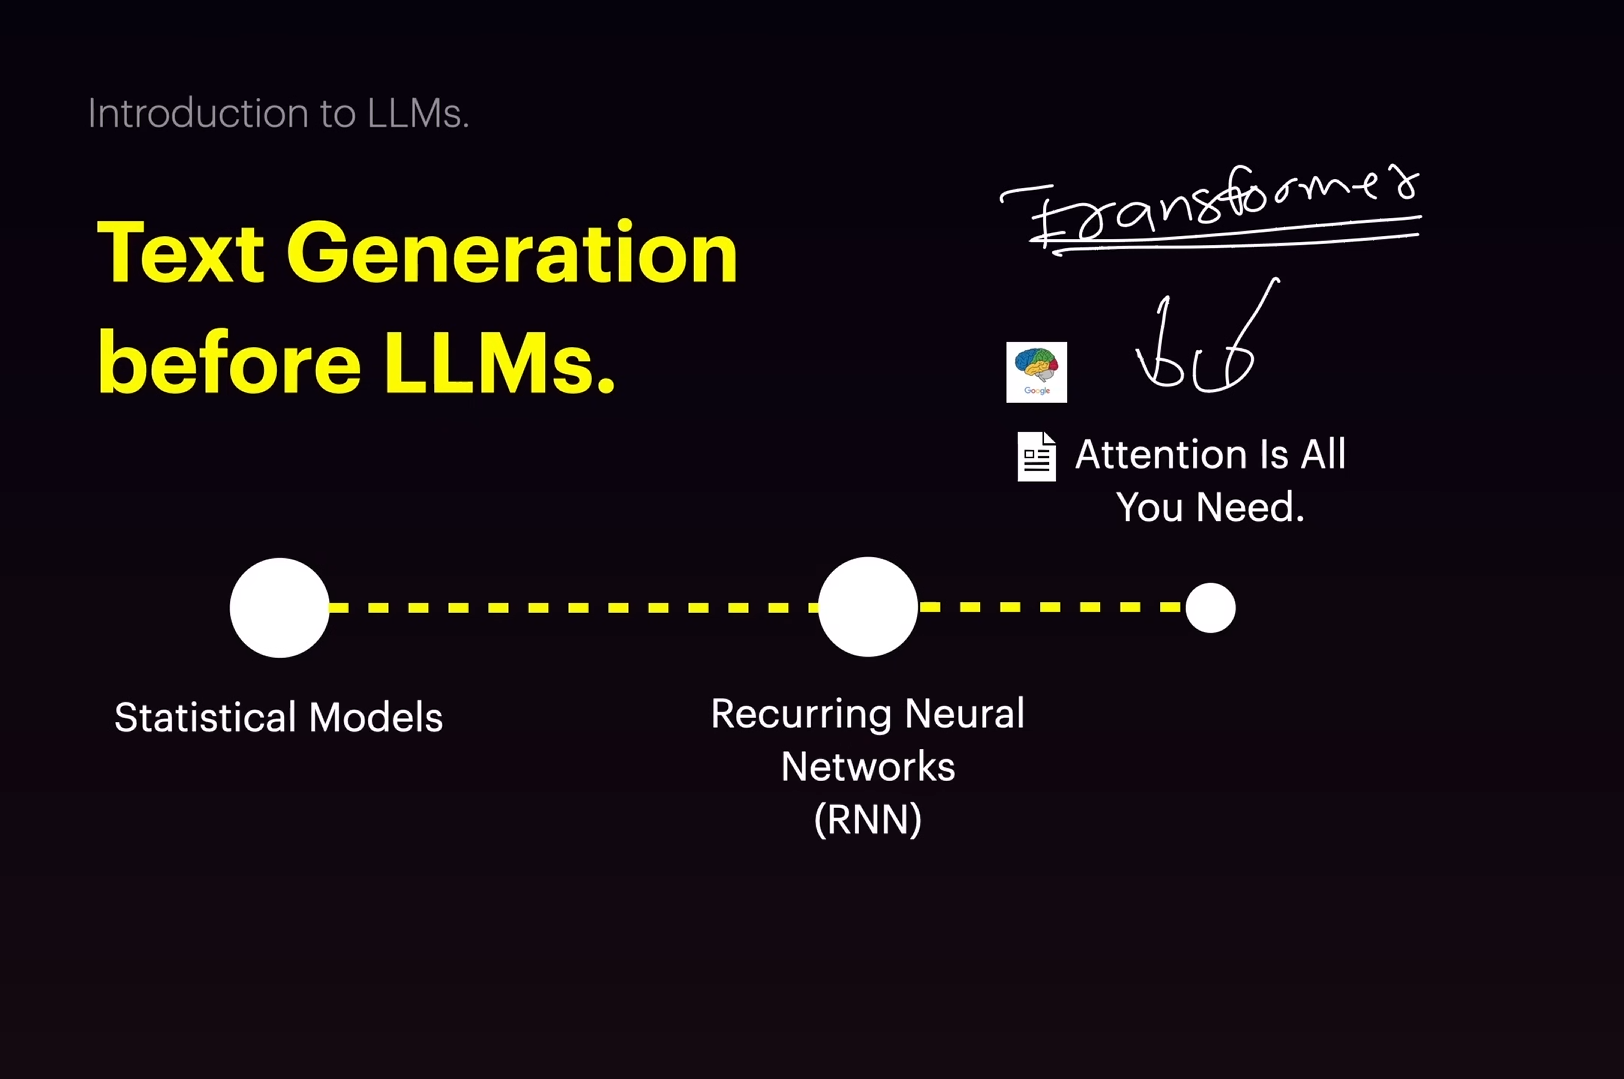 Introduction to LLMs.
Text Generation
before LLMs.
Transformer
Google
Attention Is All
You Need.
Statistical Models
Recurring Neural
Networks
(RNN)